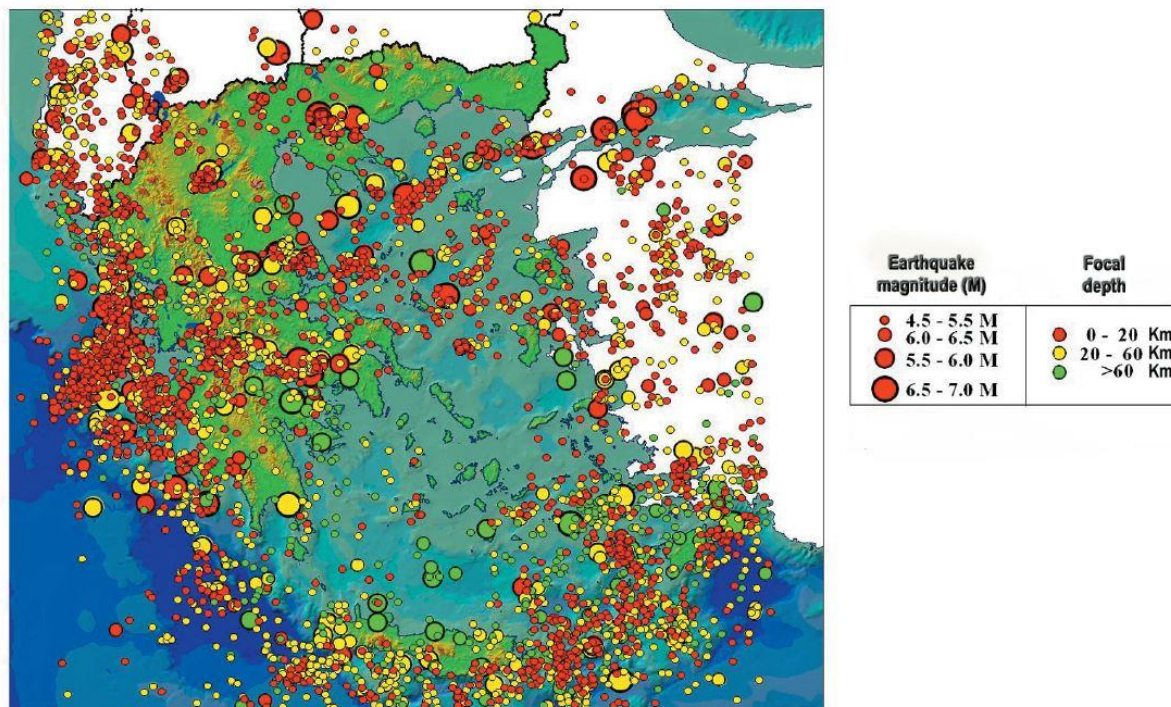 Earthquake
magnitude (M)
4.5 - 5.5 M
6.0 - 6.5 M
5.5 - 6.0 M
6.5 - 7.0 M
Focal
depth
0 - 20 Km
20 - 60 Km
>60 Km